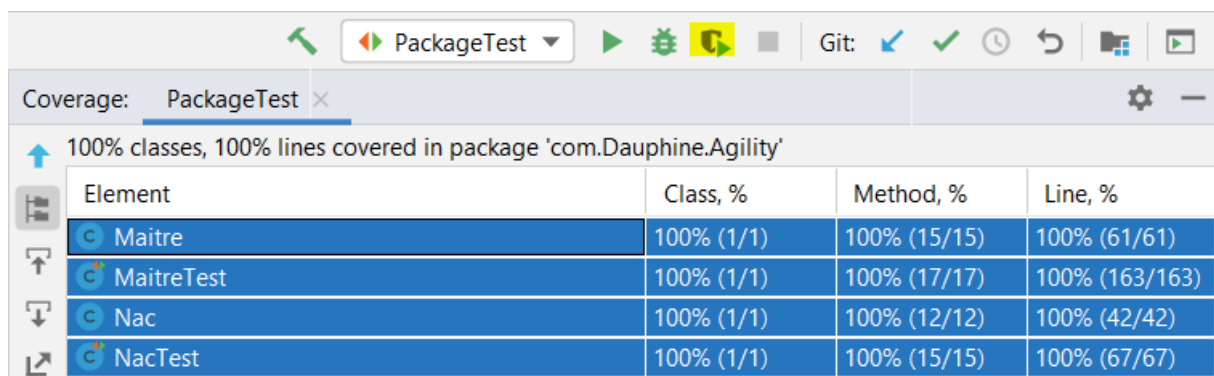 PackageTest Git:
Coverage: PackageTest
100% classes, 100% lines covered in package 'com.Dauphine.Agility'
Element Class, % Method, % Line, %
C Maitre 100% (1/1) 100% (15/15) 100% (61/61)
C MaitreTest 100% (1/1) 100% (17/17) 100% (163/163)
C Nac 100% (1/1) 100% (12/12) 100% (42/42)
C NacTest 100% (1/1) 100% (15/15) 100% (67/67)